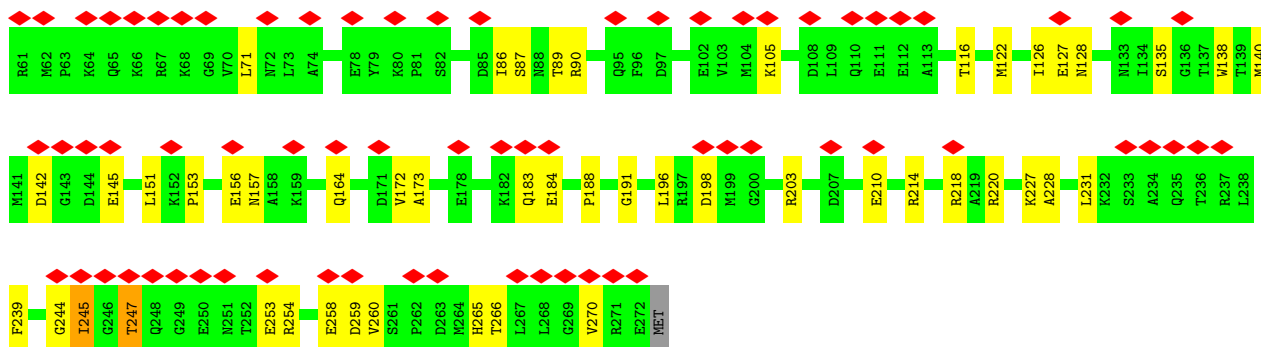 R61 M62 P63 K64 Q65 K66 R67 K68 G69 V70 L71 N72 L73 A74 E78 Y79 K80 P81 S82 D85 I86 S87 N88 T89 R90 Q95 F96 D97 E102 V103 M104 K105 D108 L109 Q110 E111 E112 A113 T116 M122 I126 E127 N128 N133 I134 S135 G136 T137 W138 T139 M140
M141 D142 G143 D144 E145 L151 K152 P153 E156 N157 A158 K159 Q164 D171 V172 A173 E178 K182 Q183 E184 P188 G191 L196 R197 D198 M199 G200 R203 D207 E210 R214 R218 A219 R220 K227 A228 L231 K232 S233 A234 Q235 T236 R237 L238
F239 G244 I245 G246 T247 Q248 G249 E250 N251 T252 E253 R254 E258 D259 V260 S261 P262 D263 M264 H265 T266 L267 L268 G269 V270 R271 E272 MET